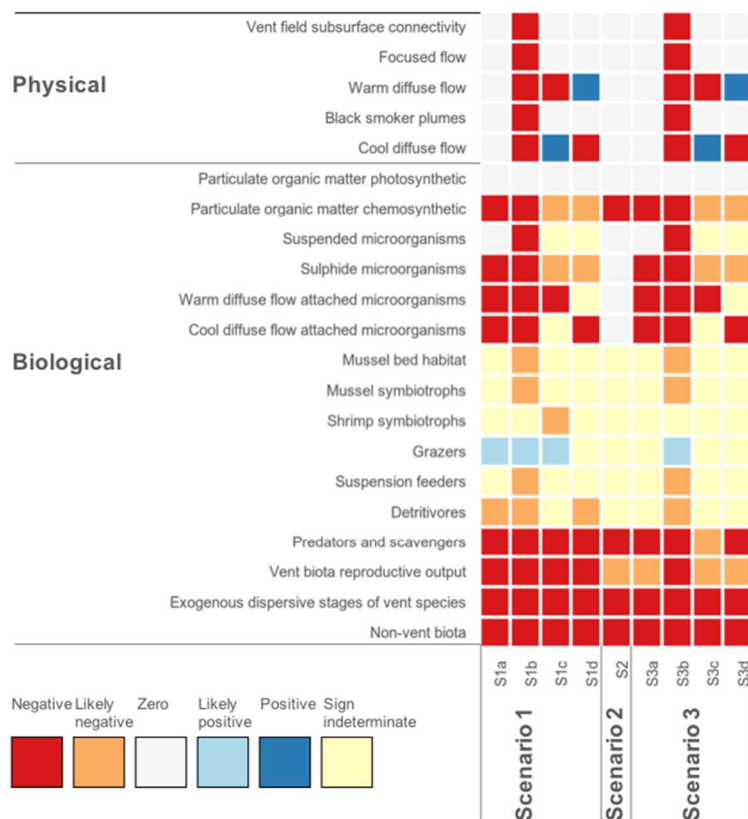 Physical
Vent field subsurface connectivity
Focused flow
Warm diffuse flow
Black smoker plumes
Cool diffuse flow
Biological
Particulate organic matter photosynthetic
Particulate organic matter chemosynthetic
Suspended microorganisms
Sulphide microorganisms
Warm diffuse flow attached microorganisms
Cool diffuse flow attached microorganisms
Mussel bed habitat
Mussel symbiotrophs
Shrimp symbiotrophs
Grazers
Suspension feeders
Detritivores
Predators and scavengers
Vent biota reproductive output
Exogenous dispersive stages of vent species
Non-vent biota
S1a
S1b
S1c
S1d
S2
S3a
S3b
S3c
S3d
Scenario 1
Scenario 2
Scenario 3
Negative
Likely
negative
Zero
Likely
positive
Positive
Sign
indeterminate